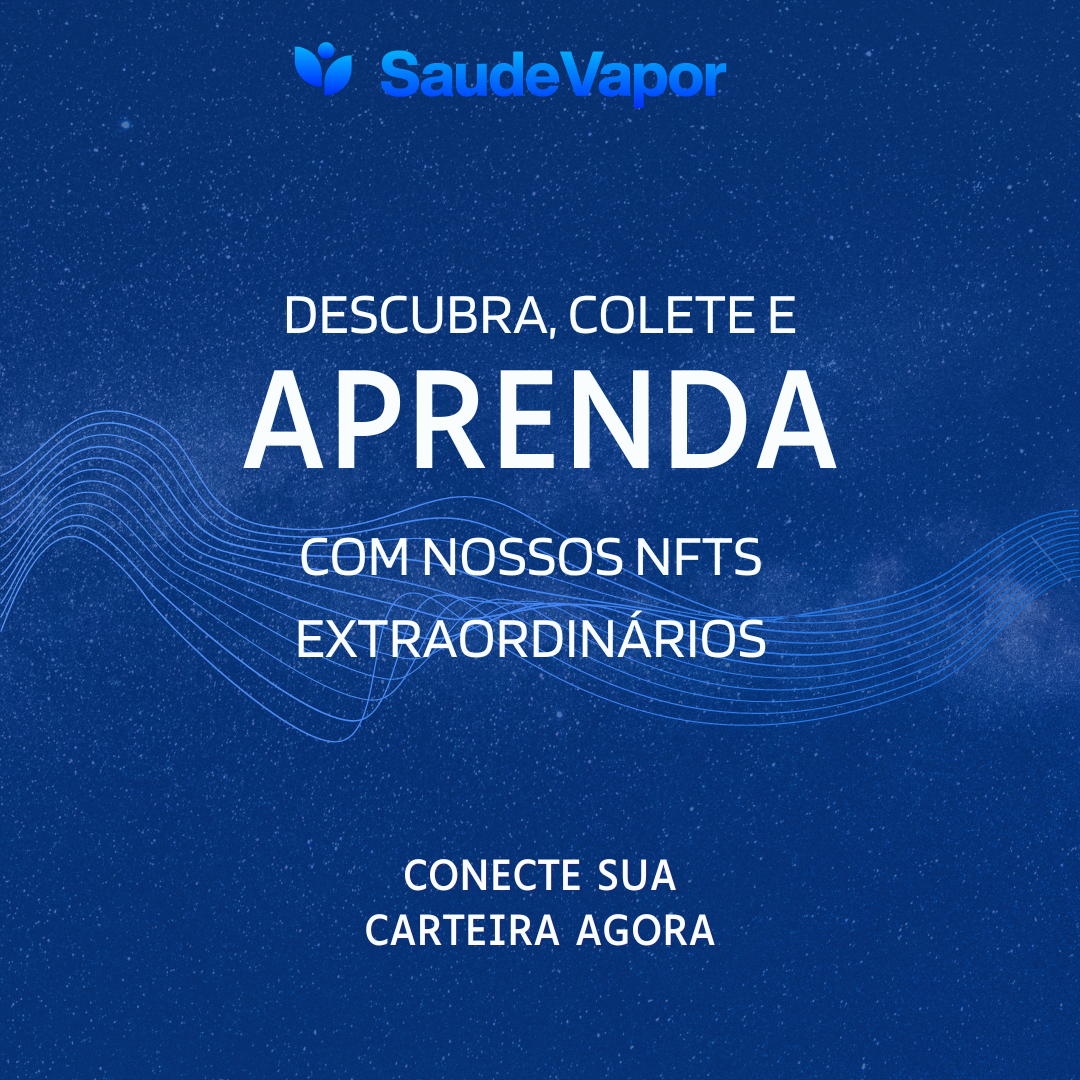 SaudeVapor
DESCUBRA, COLETE E
APRENDA
COM NOSSOS NFTS
EXTRAORDINÁRIOS
CONECTE SUA
CARTEIRA AGORA